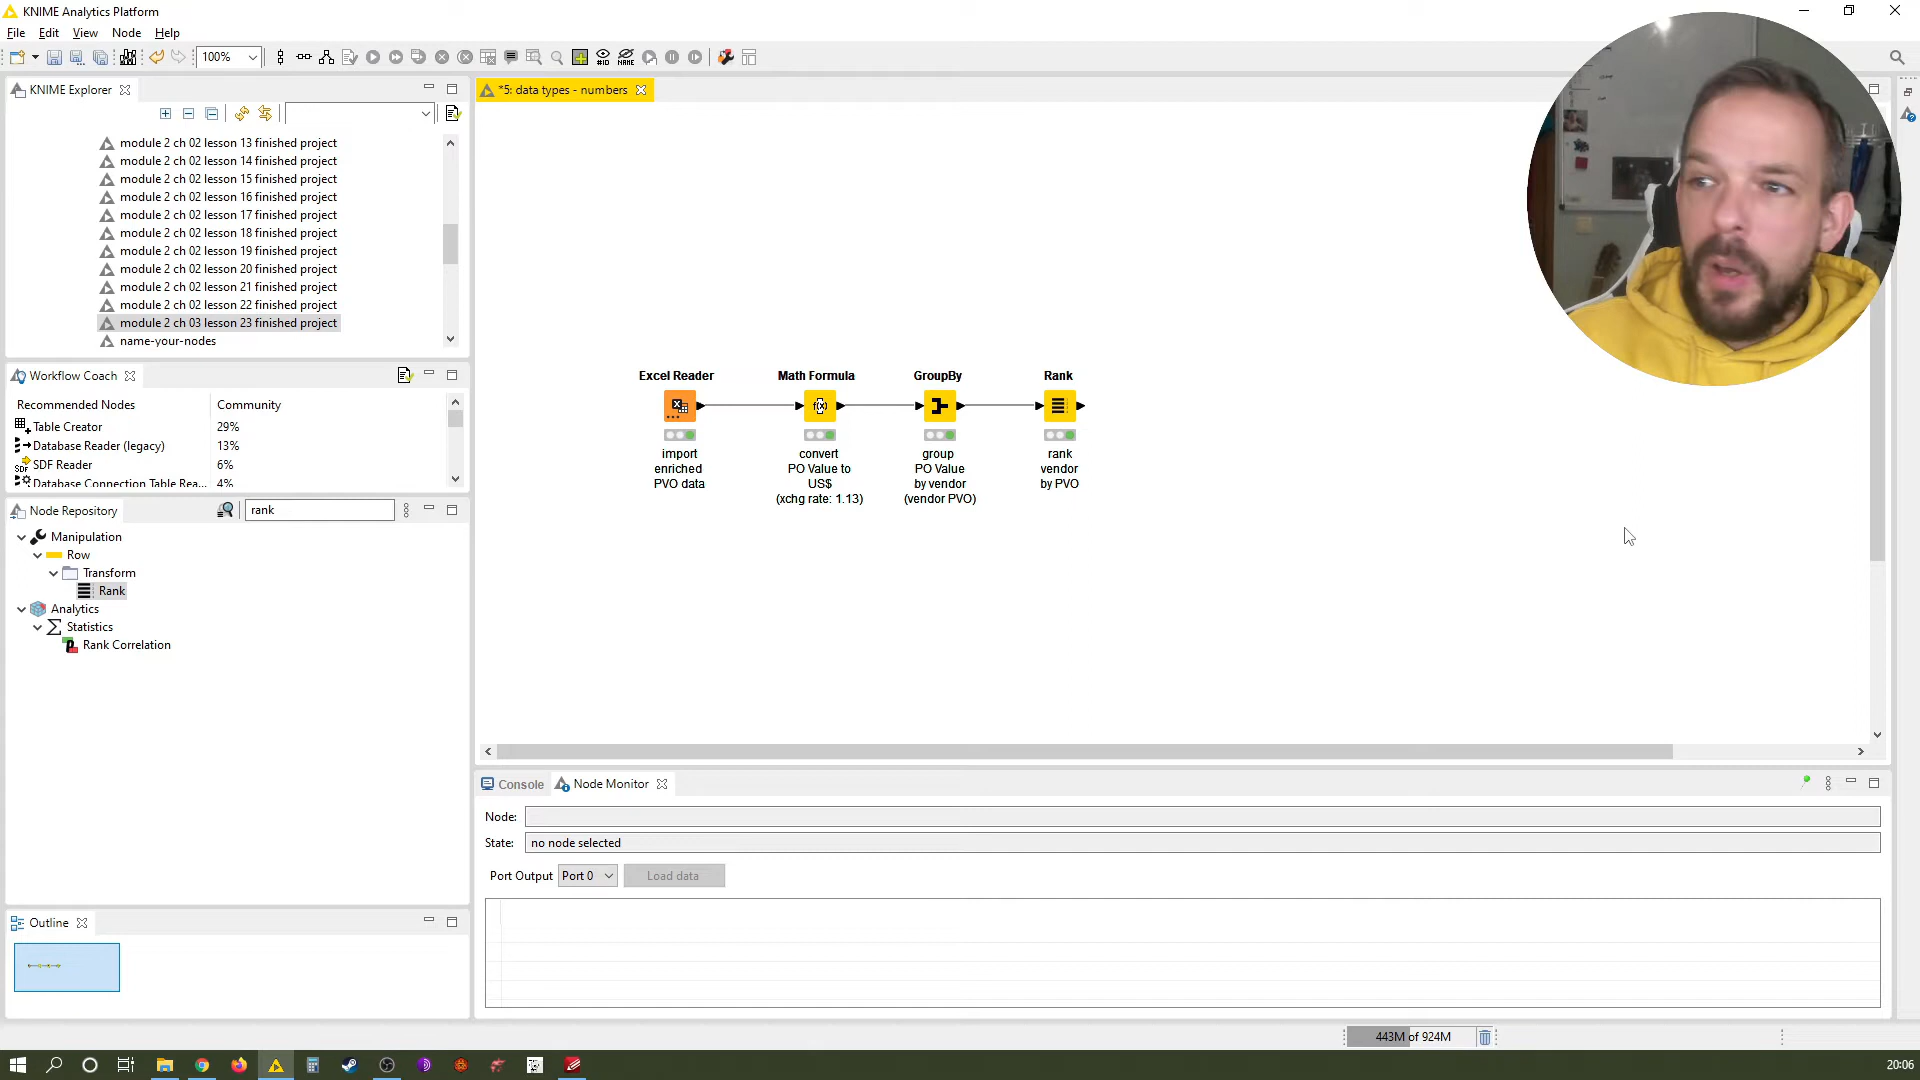 KNIME Analytics Platform
File Edit View Node Help
100%
KNIME Explorer
module 2 ch 02 lesson 13 finished project
module 2 ch 02 lesson 14 finished project
module 2 ch 02 lesson 15 finished project
module 2 ch 02 lesson 16 finished project
module 2 ch 02 lesson 17 finished project
module 2 ch 02 lesson 18 finished project
module 2 ch 02 lesson 19 finished project
module 2 ch 02 lesson 20 finished project
module 2 ch 02 lesson 21 finished project
module 2 ch 02 lesson 22 finished project
module 2 ch 03 lesson 23 finished project
name-your-nodes
Workflow Coach
Recommended Nodes Community
Table Creator 29%
Database Reader (legacy) 13%
SDF Reader 6%
Database Connection Table Rea... 4%
Node Repository rank
Manipulation
Row
Transform
Rank
Analytics
Statistics
Rank Correlation
Outline
*5: data types - numbers
Excel Reader
import
enriched
PVO data
Math Formula
f(x)
convert
PO Value to
US$
(xchg rate: 1.13)
GroupBy
group
PO Value
by vendor
(vendor PVO)
Rank
rank
vendor
by PVO
Console Node Monitor
Node:
State: no node selected
Port Output Port 0 Load data
443M of 924M
20:06